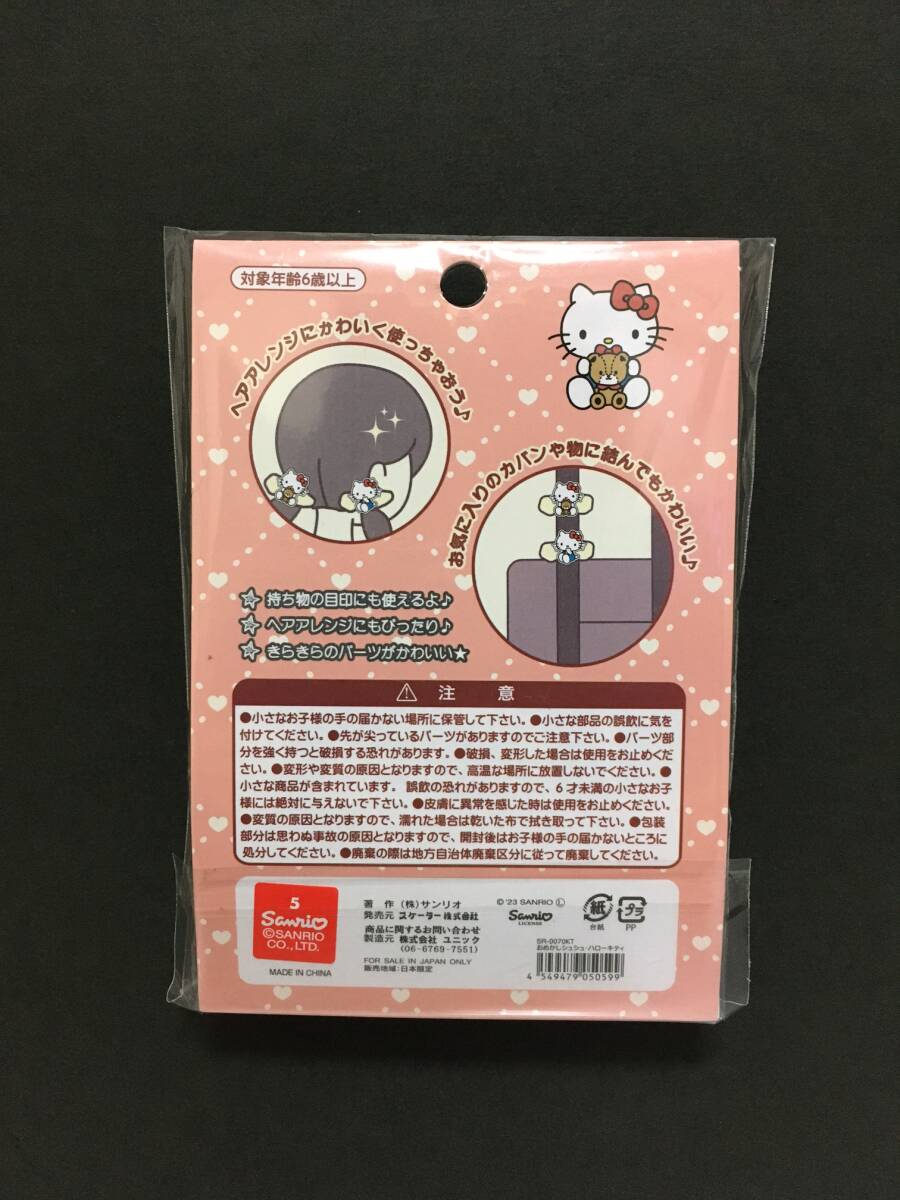 対象年齢6歳以上
ヘアアレンジにかわいく使っちゃおう♪
お気に入りのカバンや物に結んでもかわいい♪
持ち物の目印にも使えるよ♪
ヘアアレンジにもぴったり♪
きらきらのパーツがかわいい★
注意
●小さなお子様の手の届かない場所に保管して下さい。●小さな部品の誤飲に気を
付けてください。●先が尖っているパーツがありますのでご注意下さい。●パーツ部
分を強く持つと破損する恐れがあります。●破損、変形した場合は使用をお止めくだ
さい。●変形や変質の原因となりますので、高温な場所に放置しないでください。●
小さな商品が含まれています。誤飲の恐れがありますので、6才未満の小さなお子
様には絶対に与えないで下さい。●皮膚に異常を感じた時は使用をお止めください。
●変質の原因となりますので、濡れた場合は乾いた布で拭き取って下さい。●包装
部分は思わぬ事故の原因となりますので、開封後はお子様の手の届かないところに
処分してください。●廃棄の際は地方自治体廃棄区分に従って廃棄してください。
5
Sanrio
©SANRIO
CO., LTD.
MADE IN CHINA
著作 (株)サンリオ
発売元 スケーター株式会社
商品に関するお問い合わせ
製造元 株式会社 ユニック
(06-6769-7551)
FOR SALE IN JAPAN ONLY
販売地域:日本限定
©'23 SANRIO Ⓛ
Sanrio
LICENSE
紙
台紙
プラ
PP
SR-0070KT
おめかしシュシュ・ハローキティ
4 549479 050599